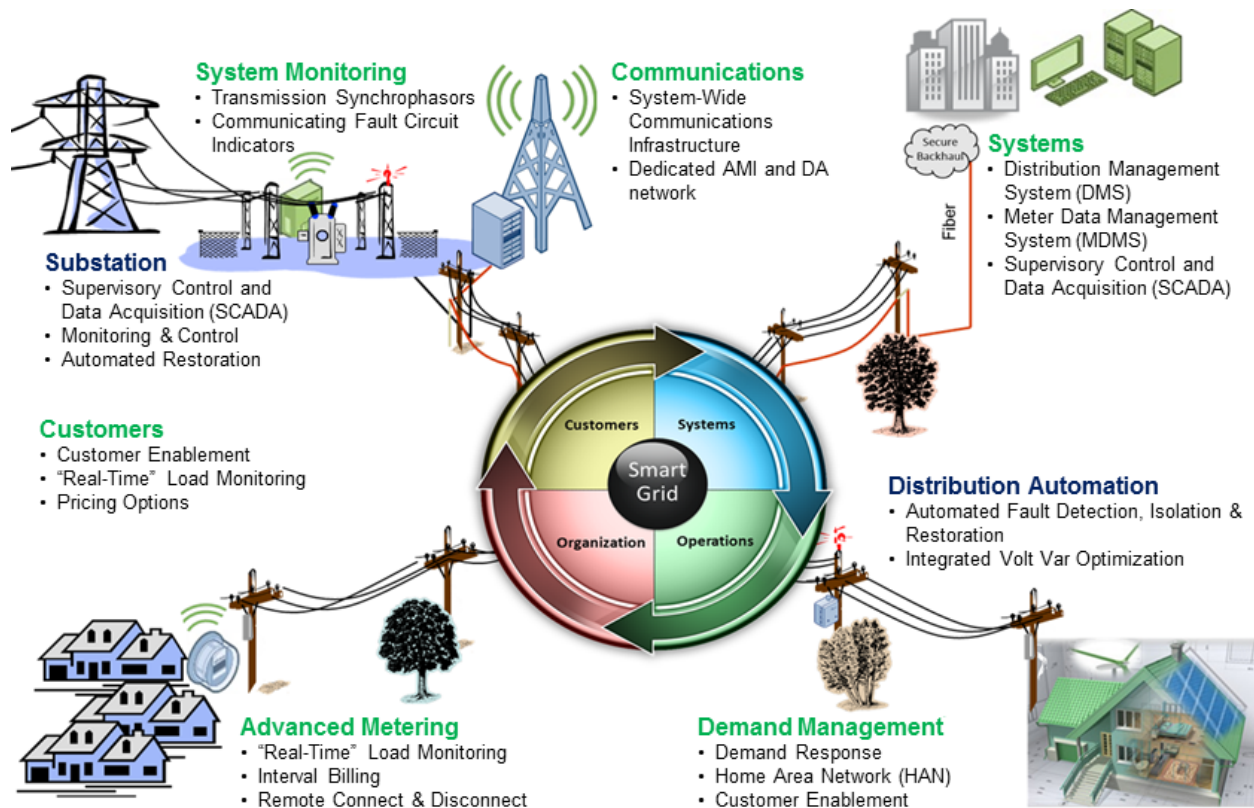 System Monitoring
• Transmission Synchrophasors
• Communicating Fault Circuit
Indicators
Communications
• System-Wide
Communications
Infrastructure
• Dedicated AMI and DA
network
Secure
Backhaul
Fiber
Systems
• Distribution Management
System (DMS)
• Meter Data Management
System (MDMS)
• Supervisory Control and
Data Acquisition (SCADA)
Substation
• Supervisory Control and
Data Acquisition (SCADA)
• Monitoring & Control
• Automated Restoration
Customers
• Customer Enablement
• “Real-Time” Load Monitoring
• Pricing Options
Customers
Systems
Smart
Grid
Organization
Operations
Distribution Automation
• Automated Fault Detection, Isolation &
Restoration
• Integrated Volt Var Optimization
Advanced Metering
• “Real-Time” Load Monitoring
• Interval Billing
• Remote Connect & Disconnect
Demand Management
• Demand Response
• Home Area Network (HAN)
• Customer Enablement